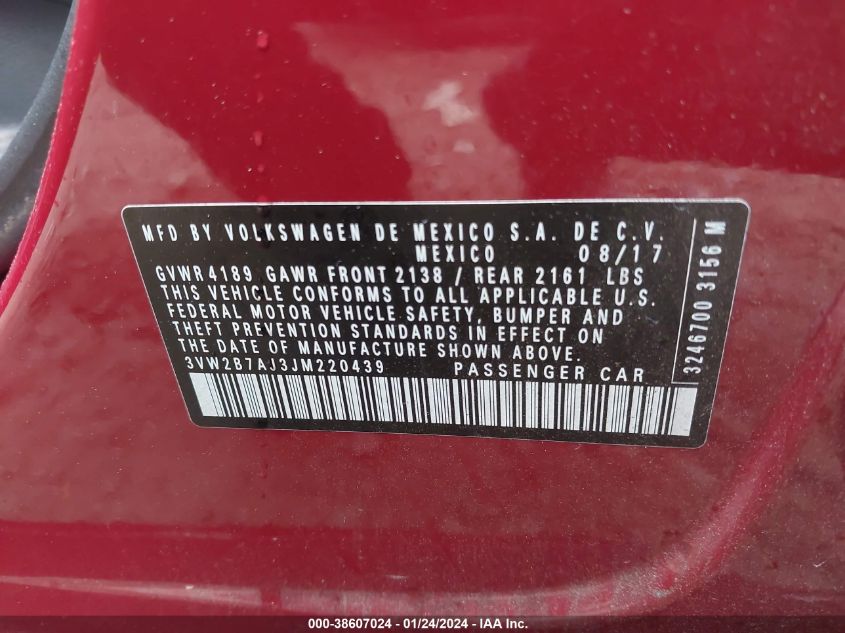 MFD BY VOLKSWAGEN DE MEXICO S.A. DE C.V.
MEXICO 08/17
GVWR 4189 GAWR FRONT 2138 / REAR 2161 LBS
THIS VEHICLE CONFORMS TO ALL APPLICABLE U.S.
FEDERAL MOTOR VEHICLE SAFETY, BUMPER AND
THEFT PREVENTION STANDARDS IN EFFECT ON
THE DATE OF MANUFACTURE SHOWN ABOVE.
3VW2B7AJ3JM220439 PASSENGER CAR
3246700 3156 M
000-38607024 - 01/24/2024 - IAA Inc.